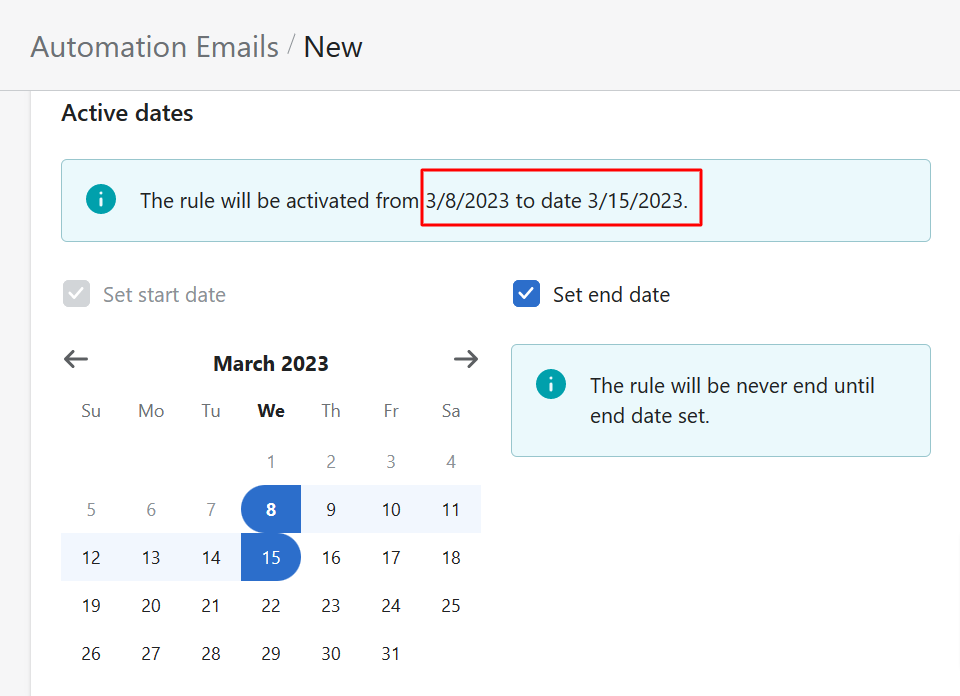 Automation Emails / New
Active dates
The rule will be activated from 3/8/2023 to date 3/15/2023.
Set start date
Set end date
March 2023
Su Mo Tu We Th Fr Sa
1 2 3 4
5 6 7 8 9 10 11
12 13 14 15 16 17 18
19 20 21 22 23 24 25
26 27 28 29 30 31
The rule will be never end until
end date set.